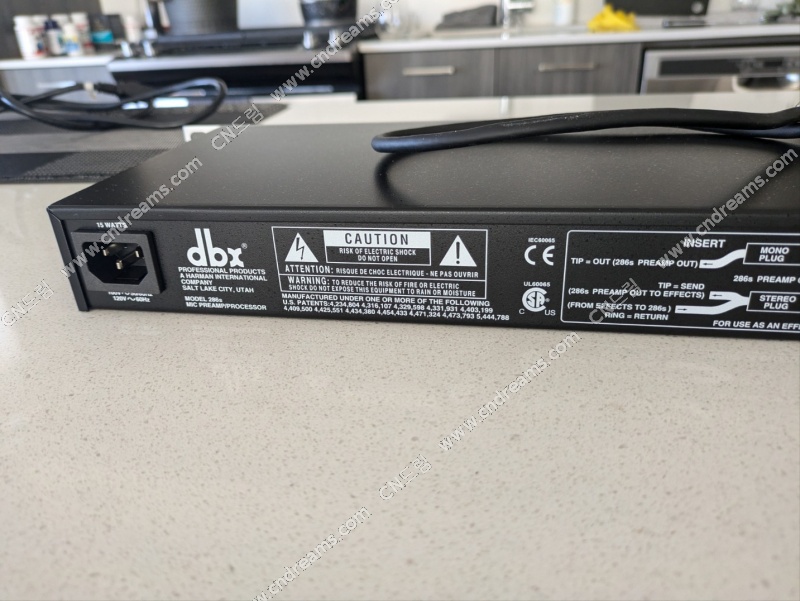 15 WATTS
120V ~ 60Hz
dbx®
PROFESSIONAL PRODUCTS
A HARMAN INTERNATIONAL
COMPANY
SALT LAKE CITY, UTAH
MODEL 286s
MIC PREAMP/PROCESSOR
CAUTION
RISK OF ELECTRIC SHOCK
DO NOT OPEN
ATTENTION: RISQUE DE CHOC ELECTRIQUE - NE PAS OUVRIR
WARNING: TO REDUCE THE RISK OF FIRE OR ELECTRIC
SHOCK DO NOT EXPOSE THIS EQUIPMENT TO RAIN OR MOISTURE
MANUFACTURED UNDER ONE OR MORE OF THE FOLLOWING
U.S. PATENTS:4,234,804 4,316,107 4,329,598 4,331,931 4,403,199
4,409,500 4,425,551 4,434,380 4,454,433 4,471,324 4,473,793 5,444,788
IEC60065
CE
UL60065
C US
INSERT
TIP = OUT (286s PREAMP OUT)
MONO
PLUG
286s PREAMP
TIP = SEND
(286s PREAMP OUT TO EFFECTS)
(FROM EFFECTS TO 286s)
RING = RETURN
STEREO
PLUG
FOR USE AS AN
CN드림 www.cndreams.com